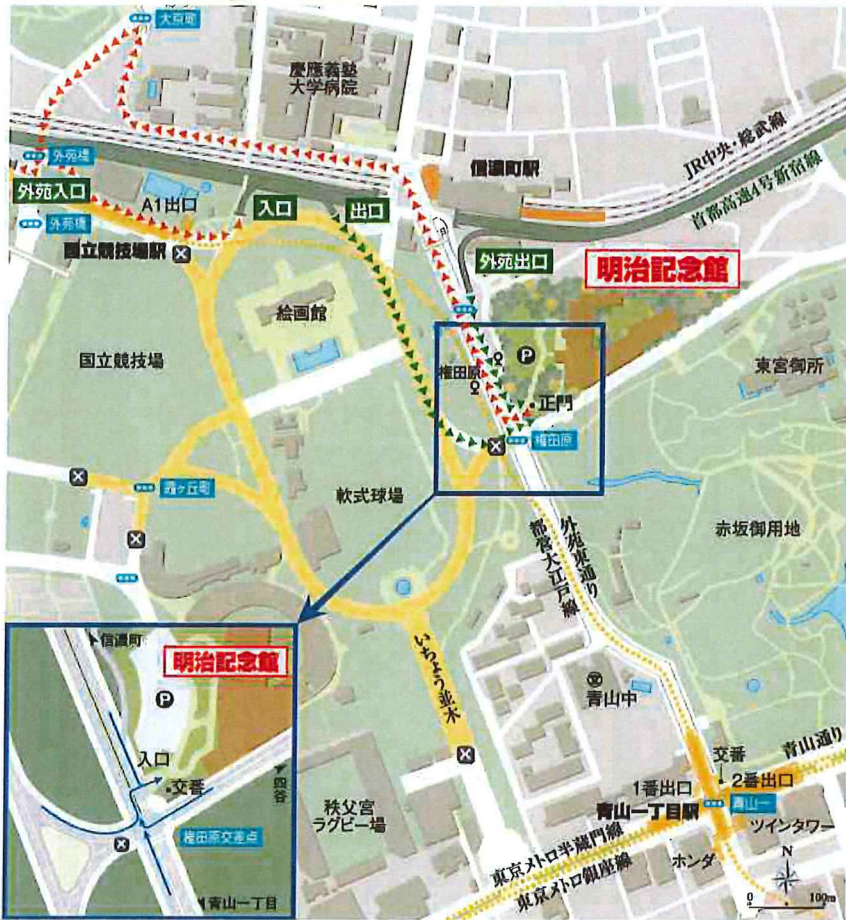 大京町
慶應義塾
大学病院
外苑橋
外苑入口
外苑橋
A1出口
入口
出口
信濃町駅
JR中央・総武線
首都高速4号新宿線
国立競技場駅
外苑出口
明治記念館
絵画館
国立競技場
権田原
P
正門
権田原
東宮御所
霞ヶ丘町
軟式球場
赤坂御用地
外苑東通り
都営大江戸線
いちょう並木
文
青山中
秩父宮
ラグビー場
交番
青山通り
1番出口
2番出口
青山一丁目駅
青山一
ツインタワー
東京メトロ半蔵門線
東京メトロ銀座線
ホンダ
N
0 100m
信濃町
明治記念館
P
入口
交番
四谷
権田原交差点
青山一丁目